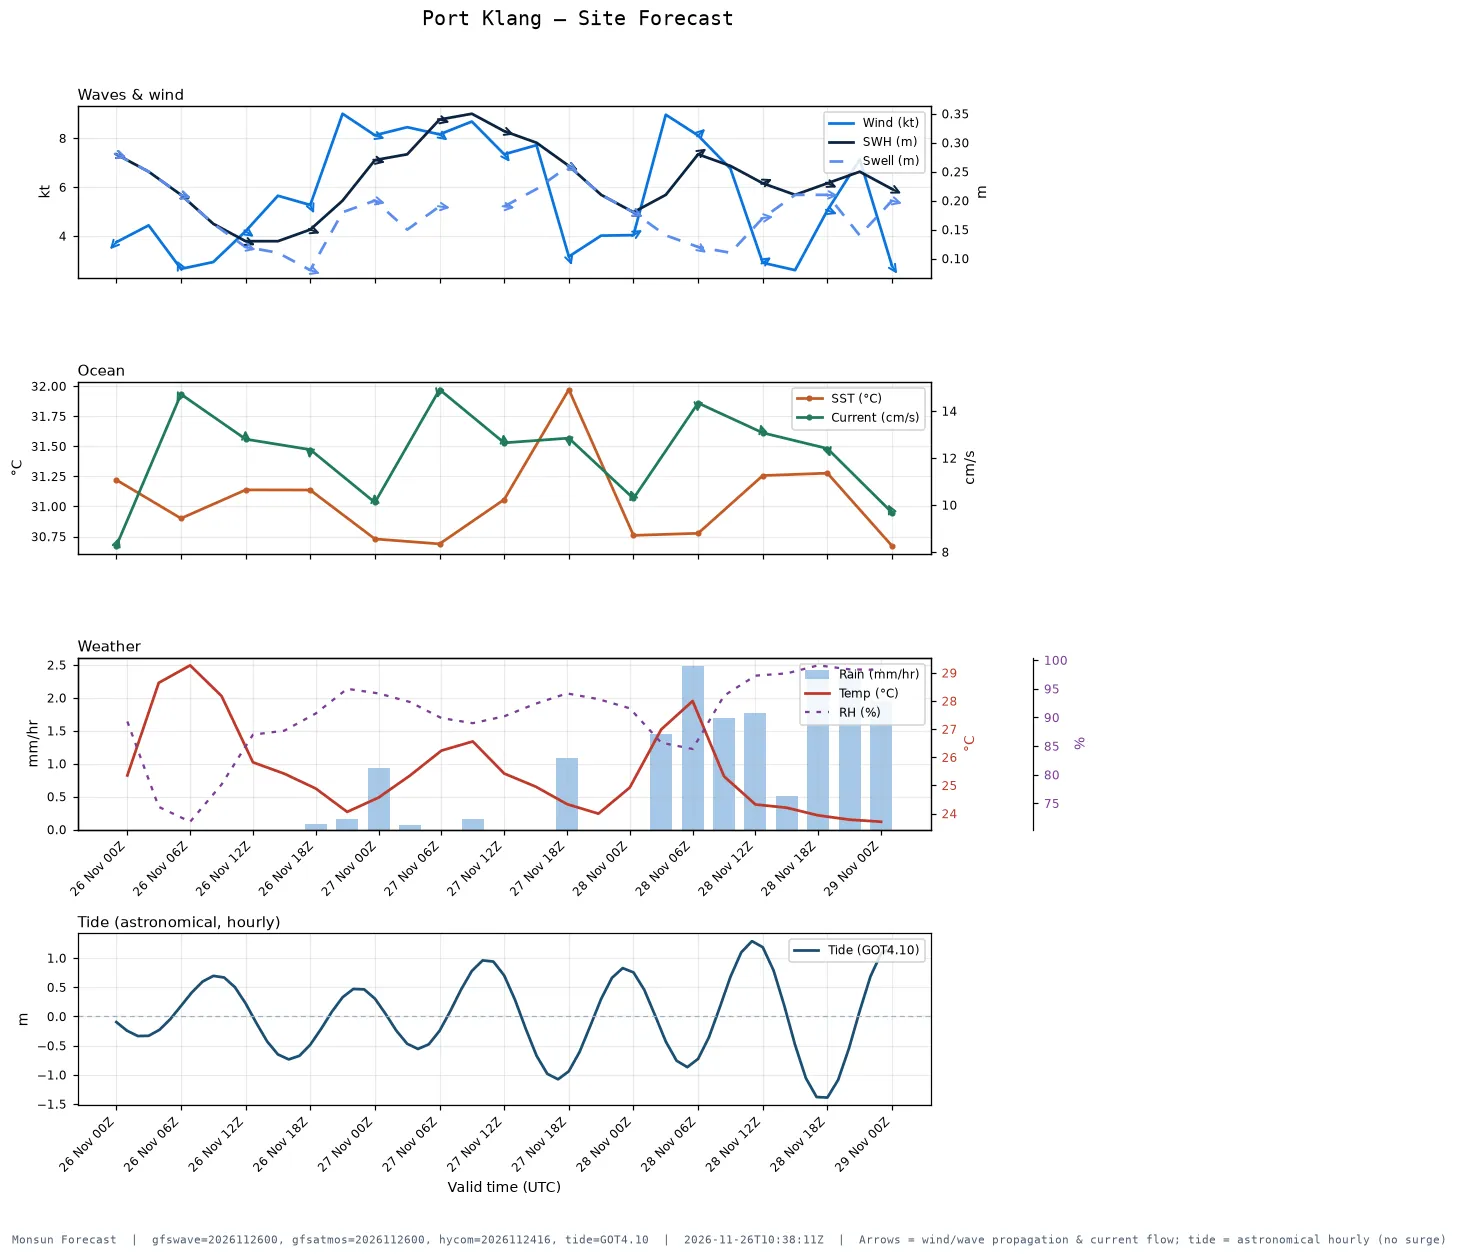 Port Klang — Site Forecast
Waves & wind
8
6
4
kt
0.35
0.30
0.25
0.20
0.15
0.10
m
Wind (kt)
SWH (m)
Swell (m)
Ocean
32.00
31.75
31.50
31.25
31.00
30.75
°C
14
12
10
8
cm/s
SST (°C)
Current (cm/s)
Weather
2.5
2.0
1.5
1.0
0.5
0.0
mm/hr
29
28
27
26
25
24
°C
100
95
90
85
80
75
%
Rain (mm/hr)
Temp (°C)
RH (%)
26 Nov 00Z
26 Nov 06Z
26 Nov 12Z
26 Nov 18Z
27 Nov 00Z
27 Nov 06Z
27 Nov 12Z
27 Nov 18Z
28 Nov 00Z
28 Nov 06Z
28 Nov 12Z
28 Nov 18Z
29 Nov 00Z
Tide (astronomical, hourly)
1.0
0.5
0.0
−0.5
−1.0
−1.5
m
Tide (GOT4.10)
26 Nov 00Z
26 Nov 06Z
26 Nov 12Z
26 Nov 18Z
27 Nov 00Z
27 Nov 06Z
27 Nov 12Z
27 Nov 18Z
28 Nov 00Z
28 Nov 06Z
28 Nov 12Z
28 Nov 18Z
29 Nov 00Z
Valid time (UTC)
Monsun Forecast | gfswave=2026112600, gfsatmos=2026112600, hycom=2026112416, tide=GOT4.10 | 2026-11-26T10:38:11Z | Arrows = wind/wave propagation & current flow; tide = astronomical hourly (no surge)